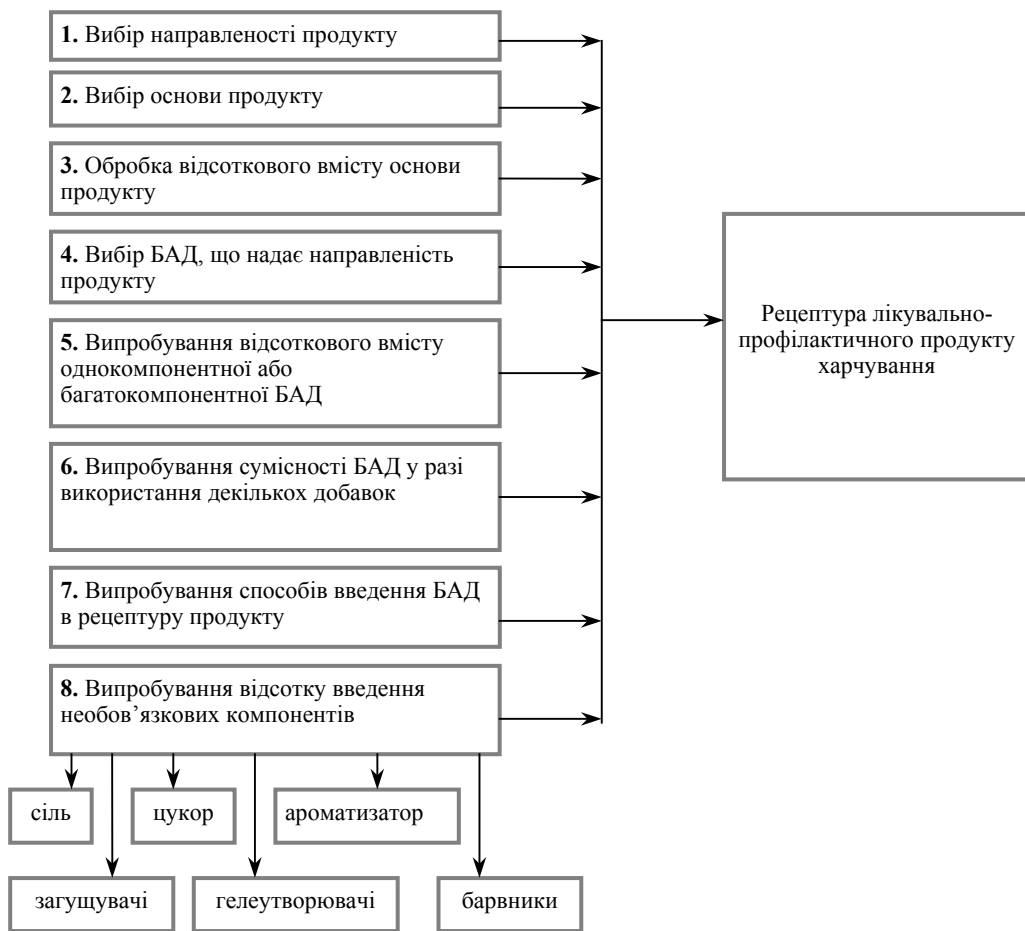 1. Вибір направленості продукту
2. Вибір основи продукту
3. Обробка відсоткового вмісту основи
продукту
4. Вибір БАД, що надає направленість
продукту
5. Випробування відсоткового вмісту
однокомпонентної або
багатокомпонентної БАД
6. Випробування сумісності БАД у разі
використання декількох добавок
7. Випробування способів введення БАД
в рецептуру продукту
8. Випробування відсотку введення
необов’язкових компонентів
Рецептура лікувально-
профілактичного продукту
харчування
сіль
цукор
ароматизатор
загущувачі
гелеутворювачі
барвники